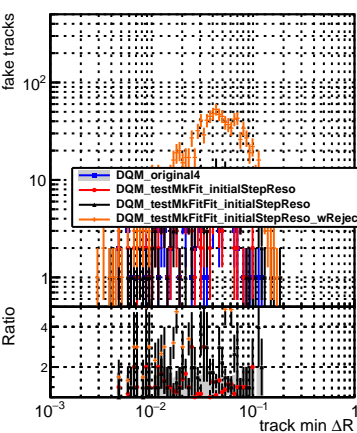 fake tracks
10²
10
1
DQM_original4
DQM_testMkFit_initialStepReso
DQM_testMkFitFit_initialStepReso
DQM_testMkFitFit_initialStepReso_wRejec
Ratio
4
2
10⁻³
10⁻²
10⁻¹
1
track min ΔR